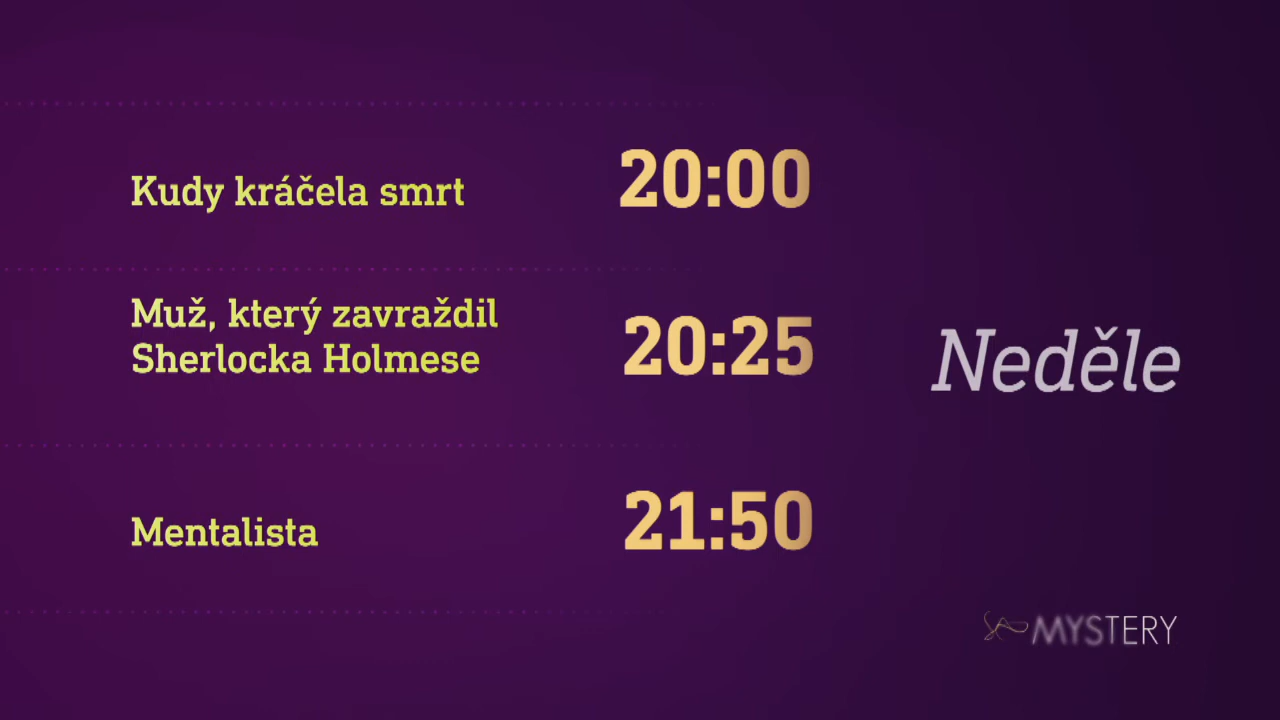 Kudy kráčela smrt 20:00
Muž, který zavraždil
Sherlocka Holmese 20:25
Neděle
Mentalista 21:50
MYSTERY